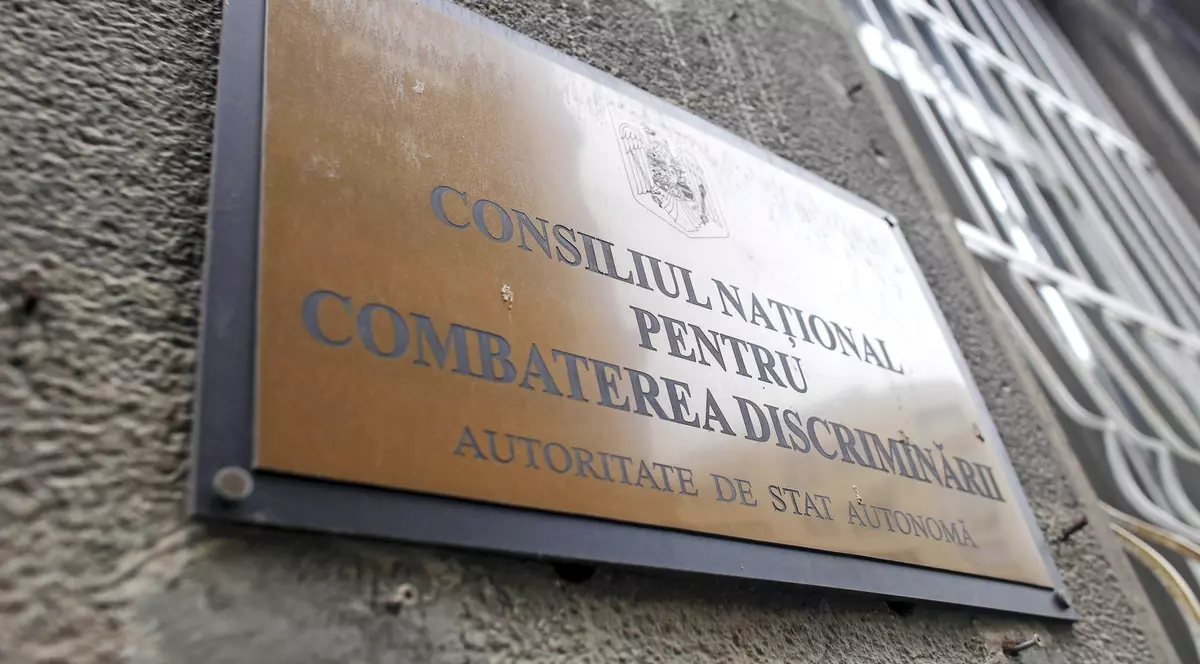 CONSILIUL NAȚIONAL
PENTRU
COMBATEREA DISCRIMINĂRII
AUTORITATE DE STAT AUTONOMĂ